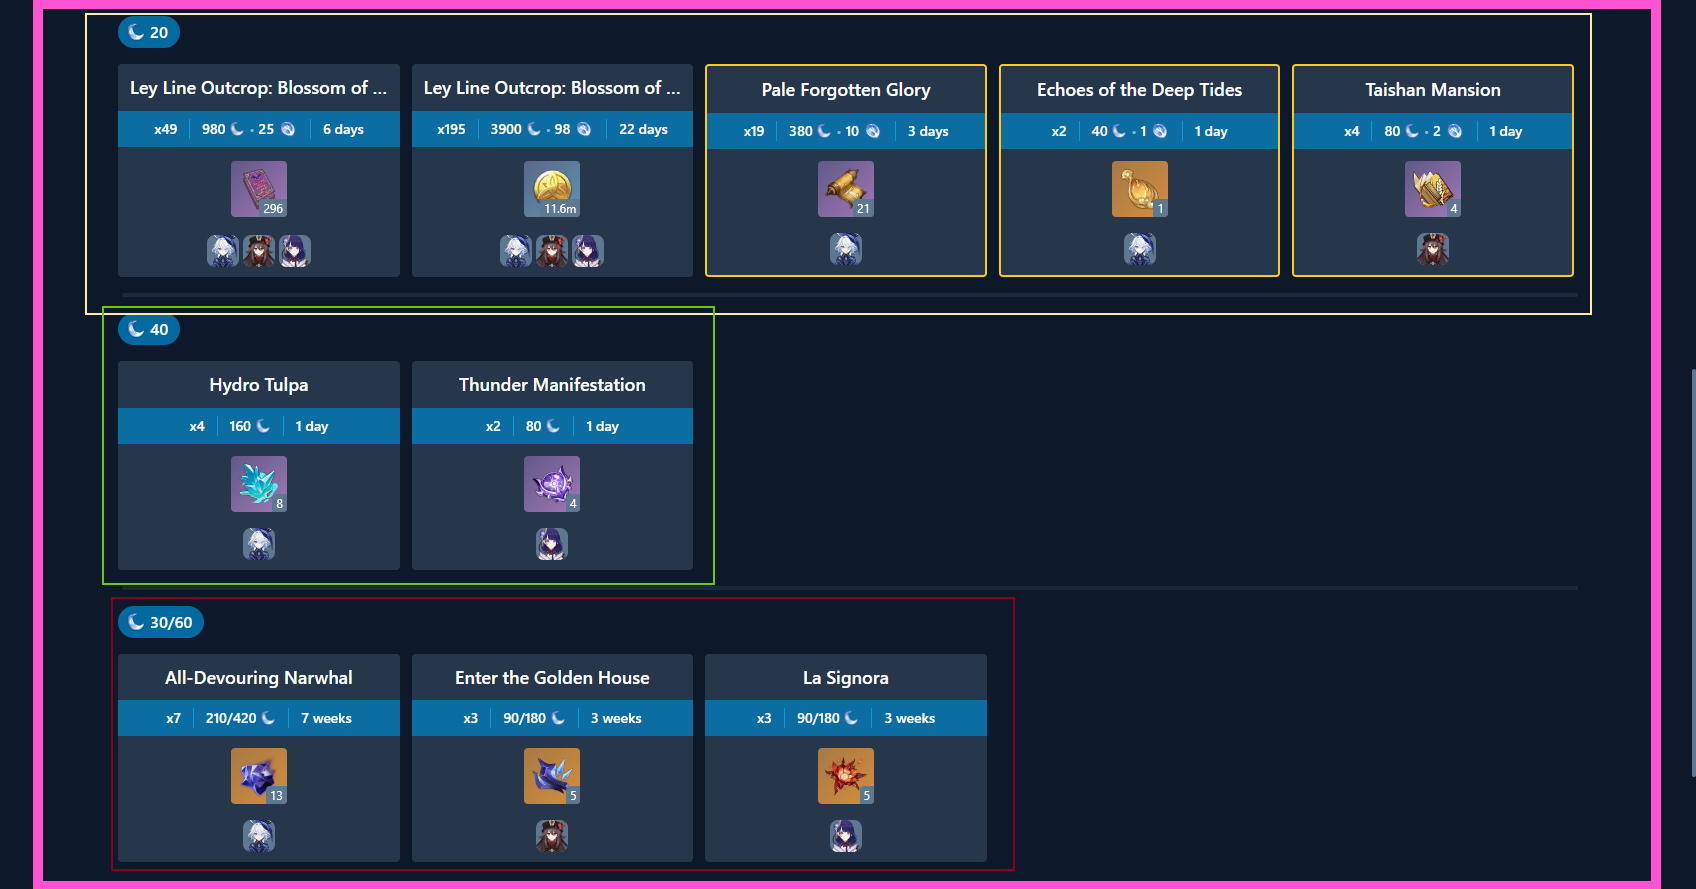 20
Ley Line Outcrop: Blossom of ...
x49 980 · 25 6 days
296
Ley Line Outcrop: Blossom of ...
x195 3900 · 98 22 days
11.6m
Pale Forgotten Glory
x19 380 · 10 3 days
21
Echoes of the Deep Tides
x2 40 · 1 1 day
1
Taishan Mansion
x4 80 · 2 1 day
4
40
Hydro Tulpa
x4 160 1 day
8
Thunder Manifestation
x2 80 1 day
4
30/60
All-Devouring Narwhal
x7 210/420 7 weeks
13
Enter the Golden House
x3 90/180 3 weeks
5
La Signora
x3 90/180 3 weeks
5